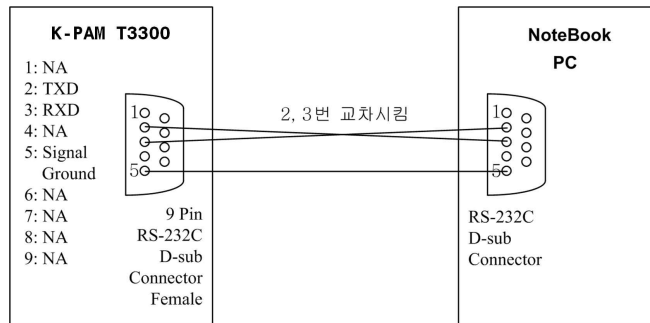 K-PAM T3300
1: NA
2: TXD
3: RXD
4: NA
5: Signal
Ground
6: NA
7: NA
8: NA
9: NA
1
5
9 Pin
RS-232C
D-sub
Connector
Female
2, 3번 교차시킴
NoteBook
PC
1
5
RS-232C
D-sub
Connector